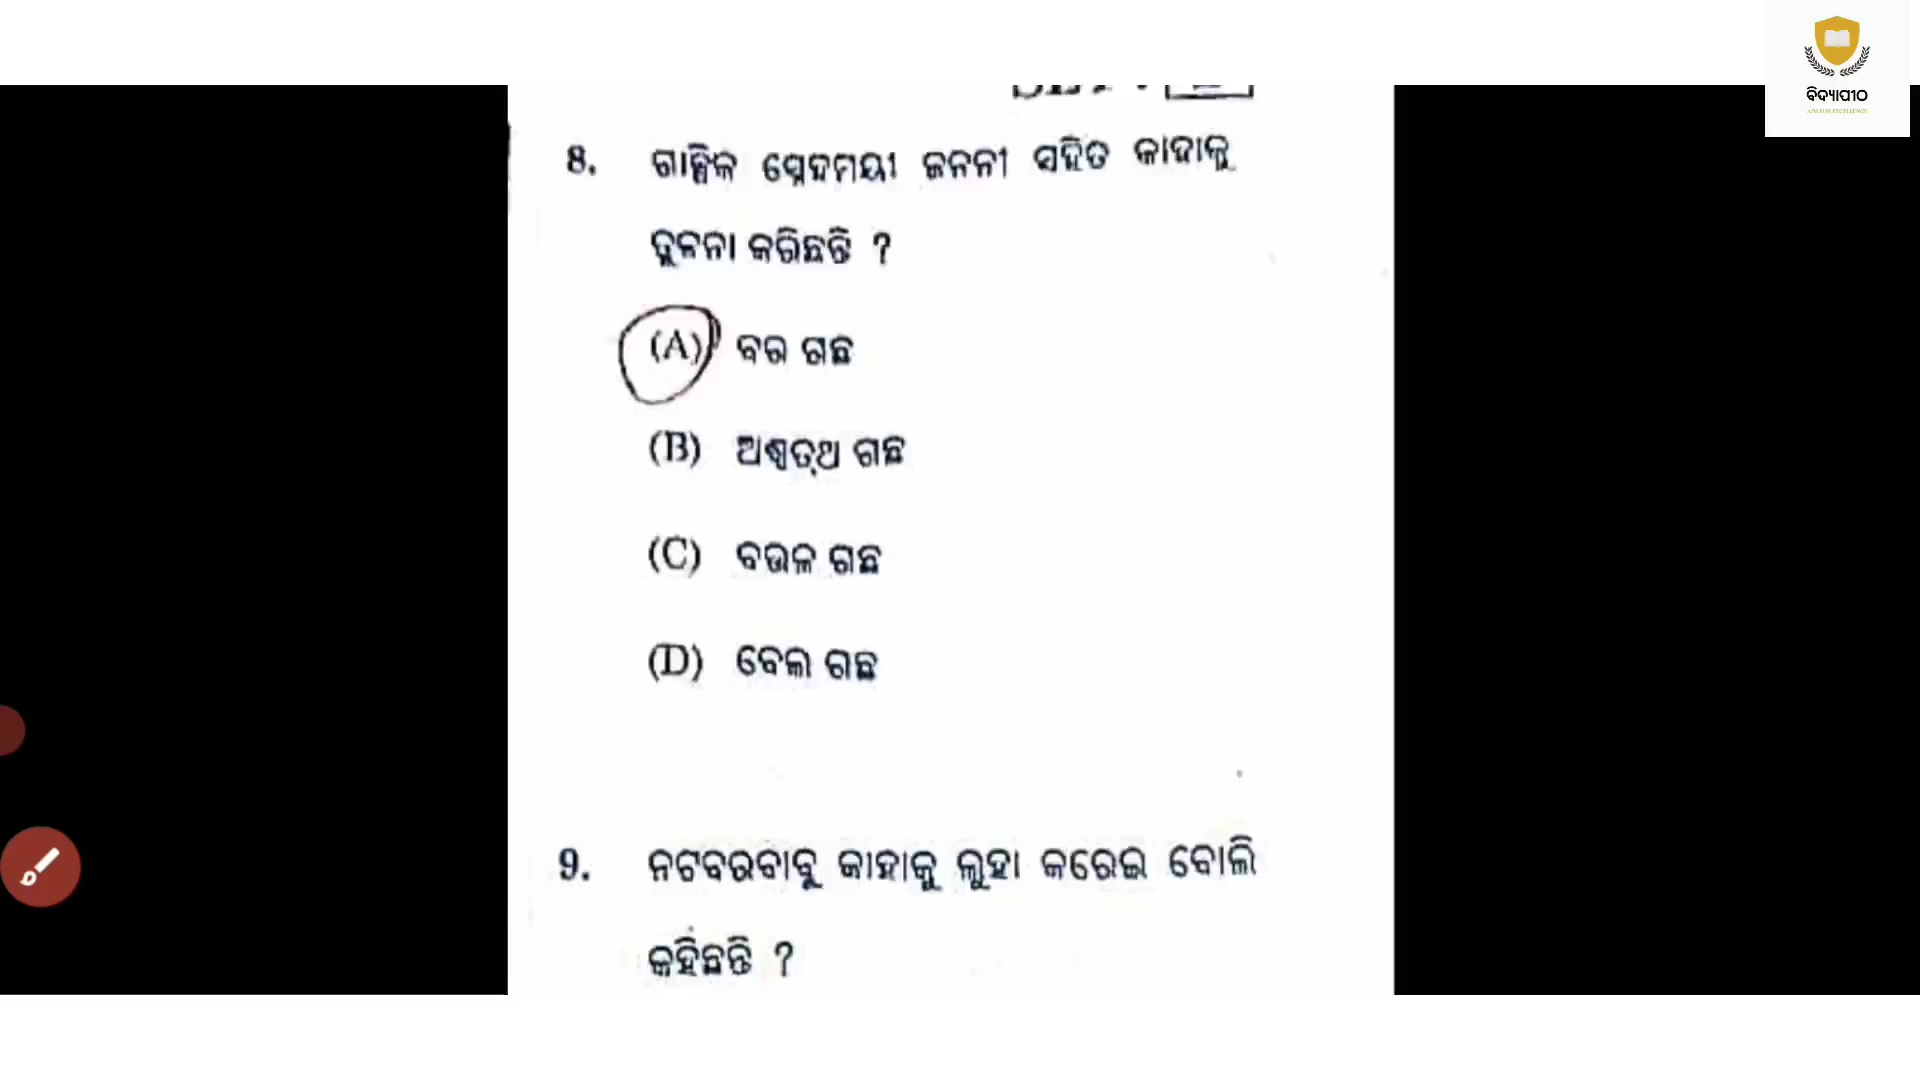 ବିଦ୍ୟାପୀଠ
8. ଗାଳ୍ପିକ ସ୍ନେହମୟୀ ଜନନୀ ସହିତ କାହାକୁ
ତୁଳନା କରିଛନ୍ତି ?
(A) ବର ଗଛ
(B) ଅଶ୍ୱତ୍‌ଥ ଗଛ
(C) ବଉଳ ଗଛ
(D) ବେଲ ଗଛ
9. ନଟବରବାବୁ କାହାକୁ ଲୁହା କରେଇ ବୋଲି
କହିଛନ୍ତି ?